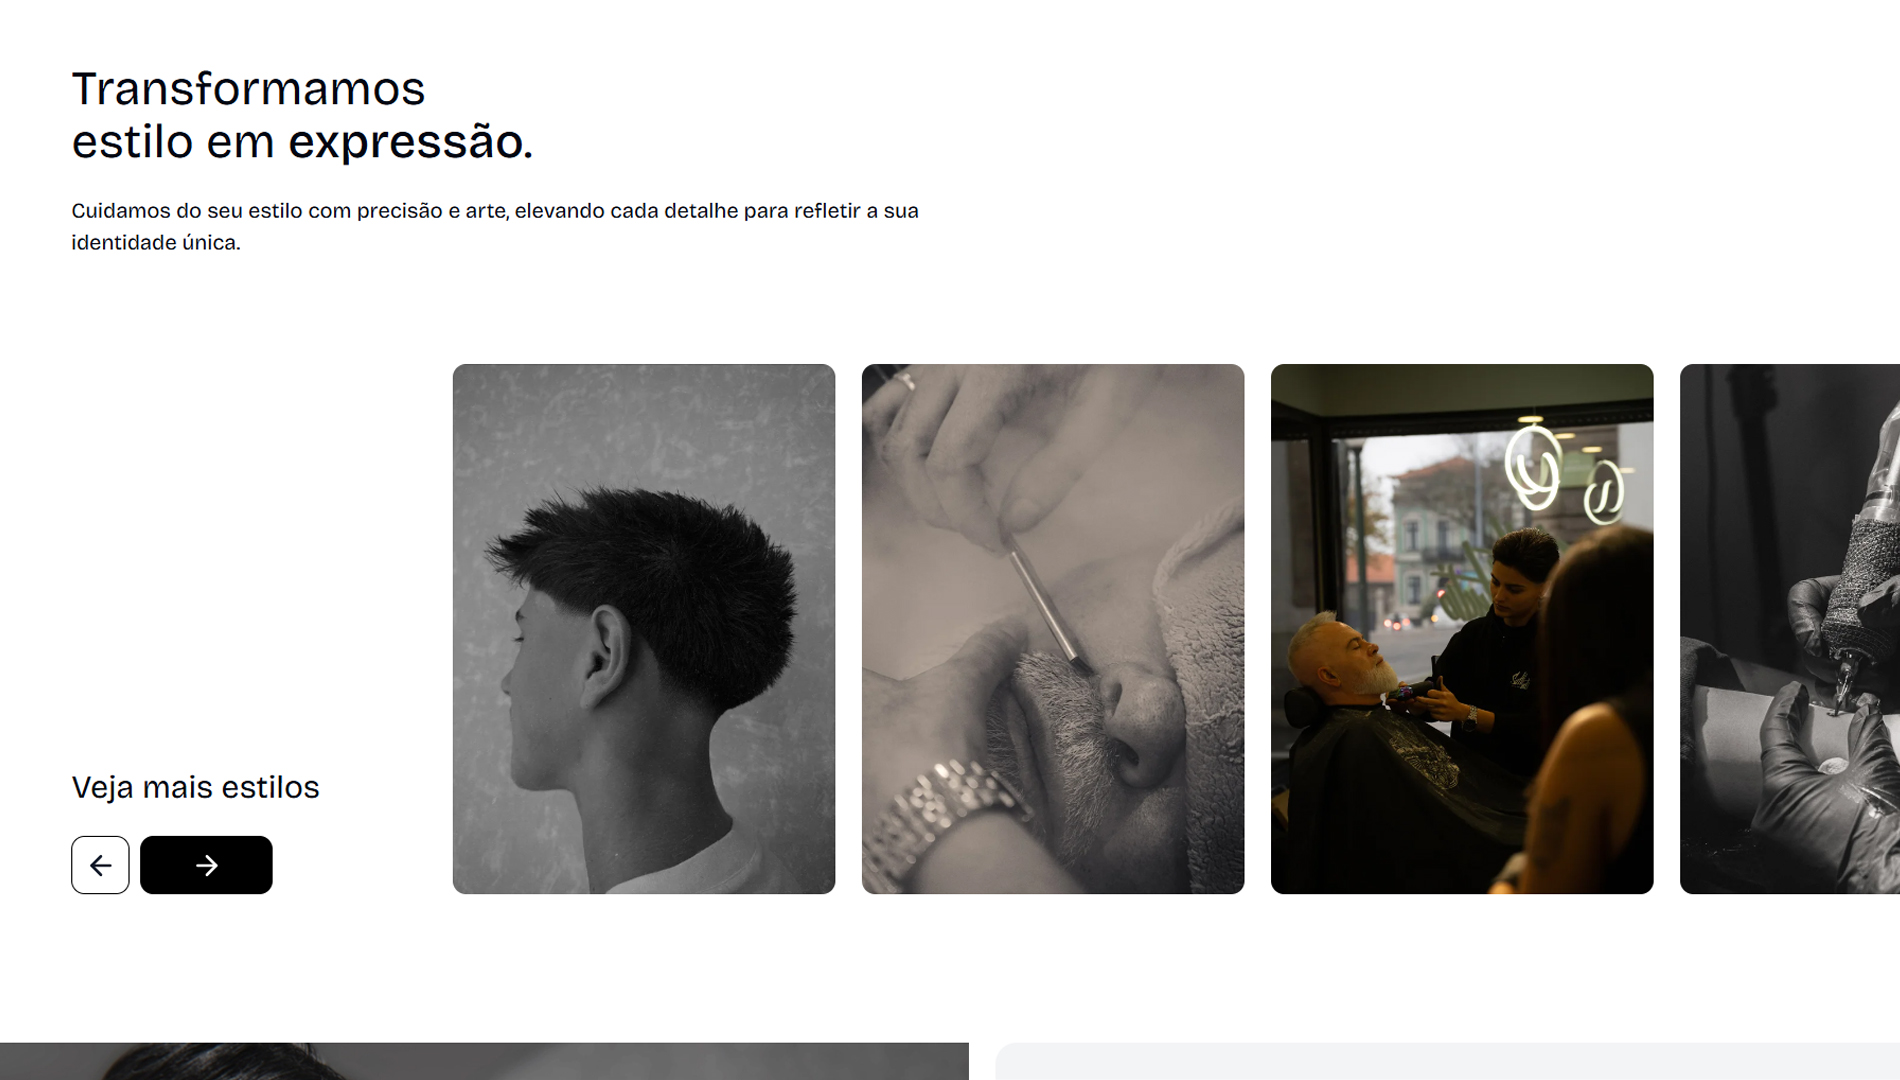 Transformamos
estilo em expressão.
Cuidamos do seu estilo com precisão e arte, elevando cada detalhe para refletir a sua
identidade única.
Veja mais estilos